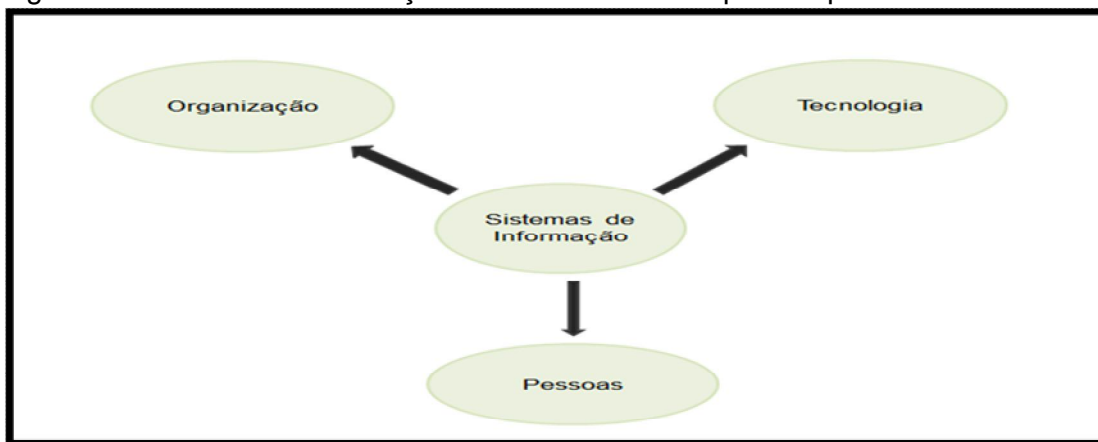 Organização
Tecnologia
Sistemas de
Informação
Pessoas